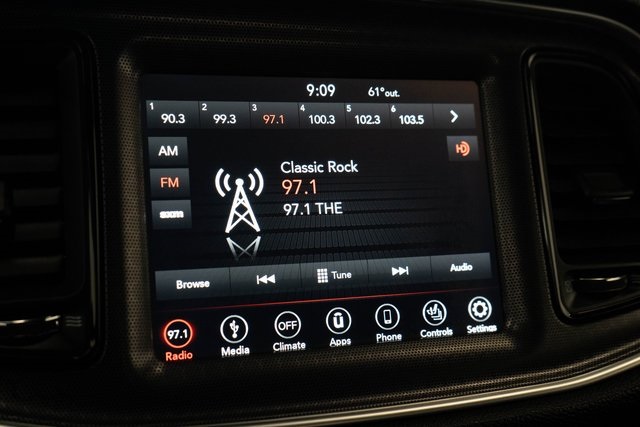 9:09 61°out.
1 90.3 2 99.3 3 97.1 4 100.3 5 102.3 6 103.5
AM
FM
sxm
HD
Classic Rock
97.1
97.1 THE
Browse Tune Audio
97.1 OFF
Radio Media Climate Apps Phone Controls Settings